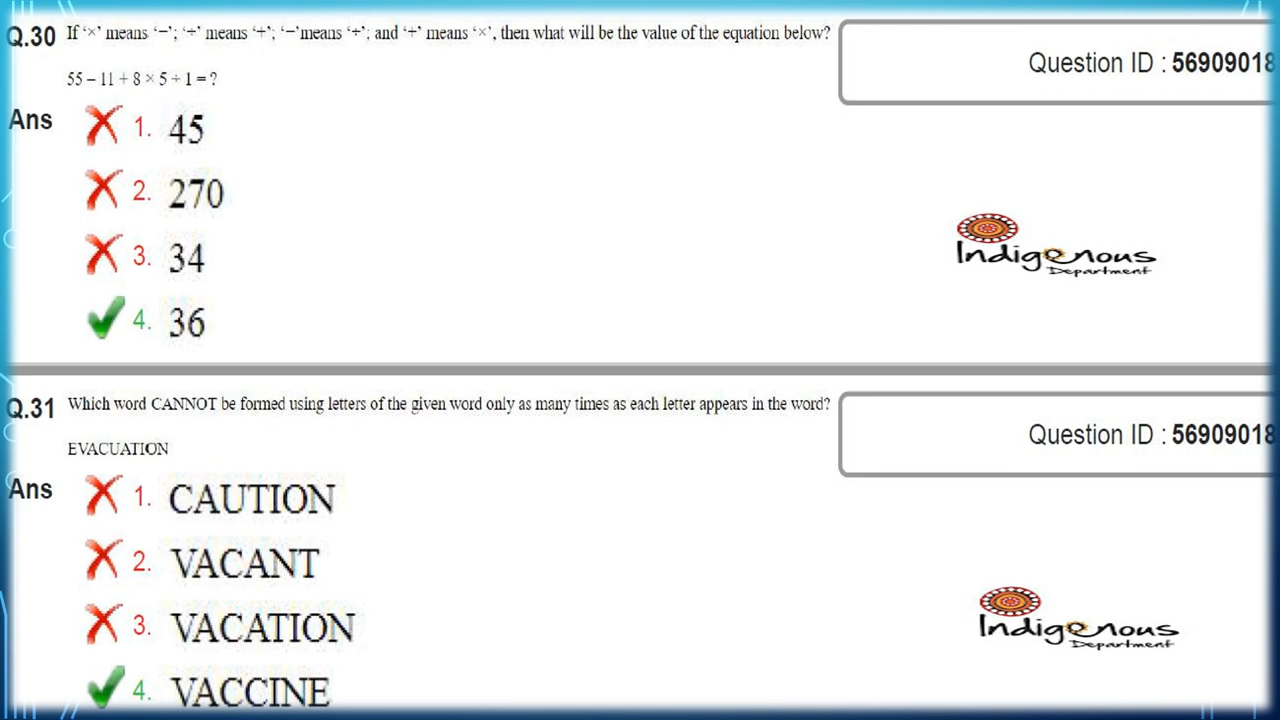 Q.30 If ‘×’ means ‘−’; ‘÷’ means ‘+’; ‘−’means ‘÷’; and ‘+’ means ‘×’, then what will be the value of the equation below?
Question ID : 56909018
55 – 11 + 8 × 5 ÷ 1 = ?
Ans
1. 45
2. 270
3. 34
4. 36
Indigenous
Department
Q.31 Which word CANNOT be formed using letters of the given word only as many times as each letter appears in the word?
Question ID : 56909018
EVACUATION
Ans
1. CAUTION
2. VACANT
3. VACATION
4. VACCINE
Indigenous
Department